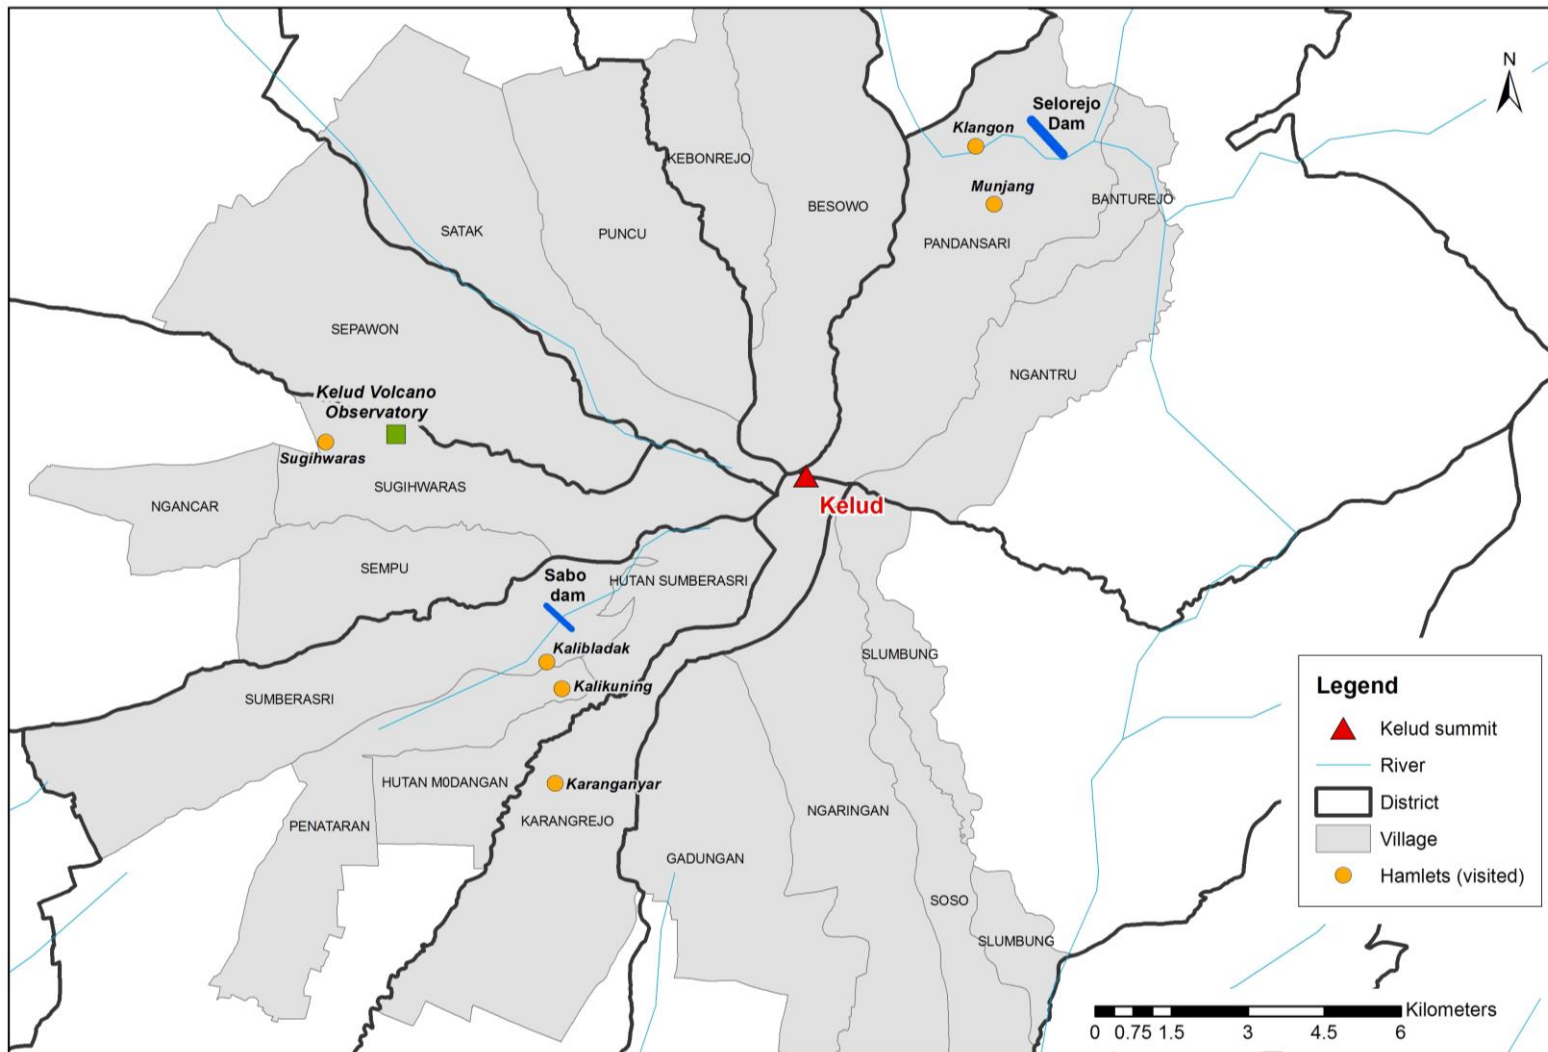 N
Selorejo
Dam
Klangon
KEBONREJO
Munjang
BANTUREJO
BESOWO
SATAK
PUNCU
PANDANSARI
SEPAWON
NGANTRU
Kelud Volcano
Observatory
Sugihwaras
SUGIHWARAS
NGANCAR
Kelud
SEMPU
Sabo
dam
HUTAN SUMBERASRI
Kalibladak
SLUMBUNG
Kalikuning
SUMBERASRI
HUTAN M0DANGAN
Karanganyar
PENATARAN
KARANGREJO
NGARINGAN
GADUNGAN
SOSO
SLUMBUNG
Legend
Kelud summit
River
District
Village
Hamlets (visited)
Kilometers
0 0.75 1.5 3 4.5 6